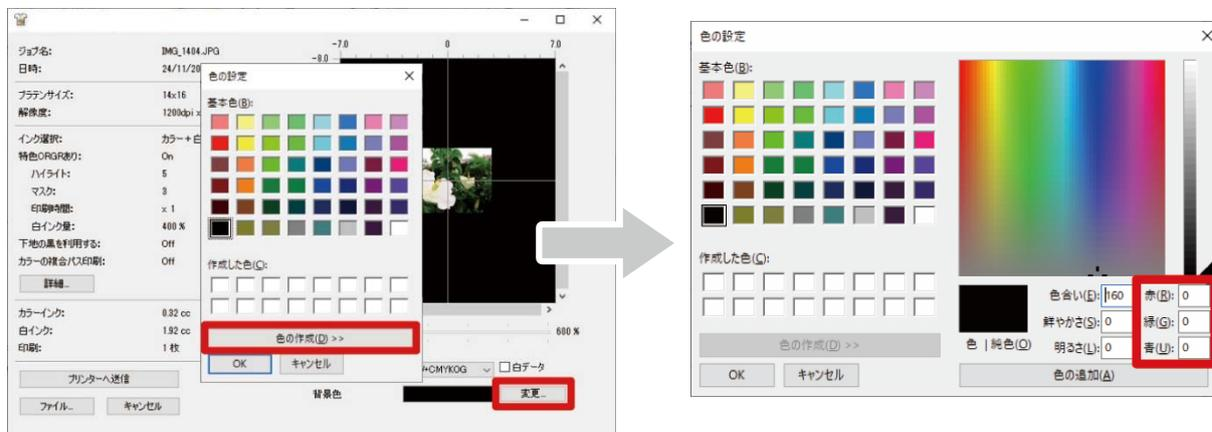 ジョブ名: IMG_1404.JPG
日時: 24/11/20
プラテンサイズ: 14x16
解像度: 1200dpi x
インク選択: カラー+白
特色ORGRあり: On
ハイライト: 5
マスク: 3
印刷時間: x 1
白インク量: 400 %
下地の黒を利用する: Off
カラーの複合パス印刷: Off
詳細...
カラーインク: 0.32 cc
白インク: 1.92 cc
印刷: 1 枚
プリンターへ送信
ファイル... キャンセル
-7.0 0 7.0
-8.0
600 %
+CMYKOG 白データ
背景色 変更...
色の設定
基本色(B):
作成した色(C):
色の作成(D) >>
OK キャンセル
色の設定
基本色(B):
作成した色(C):
色の作成(D) >>
OK キャンセル
色 | 純色(O)
色合い(E): 160 赤(R): 0
鮮やかさ(S): 0 緑(G): 0
明るさ(L): 0 青(U): 0
色の追加(A)